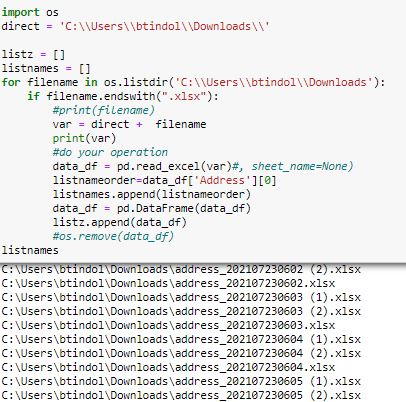 import os
direct = 'C:\\Users\\btindol\\Downloads\\'
listz = []
listnames = []
for filename in os.listdir('C:\\Users\\btindol\\Downloads'):
    if filename.endswith(".xlsx"):
        #print(filename)
        var = direct +  filename
        print(var)
        #do your operation
        data_df = pd.read_excel(var)#, sheet_name=None)
        listnameorder=data_df['Address'][0]
        listnames.append(listnameorder)
        data_df = pd.DataFrame(data_df)
        listz.append(data_df)
        #os.remove(data_df)
listnames
C:\Users\btindol\Downloads\address_202107230602 (2).xlsx
C:\Users\btindol\Downloads\address_202107230602.xlsx
C:\Users\btindol\Downloads\address_202107230603 (1).xlsx
C:\Users\btindol\Downloads\address_202107230603 (2).xlsx
C:\Users\btindol\Downloads\address_202107230603.xlsx
C:\Users\btindol\Downloads\address_202107230604 (1).xlsx
C:\Users\btindol\Downloads\address_202107230604 (2).xlsx
C:\Users\btindol\Downloads\address_202107230604.xlsx
C:\Users\btindol\Downloads\address_202107230605 (1).xlsx
C:\Users\btindol\Downloads\address_202107230605 (2).xlsx